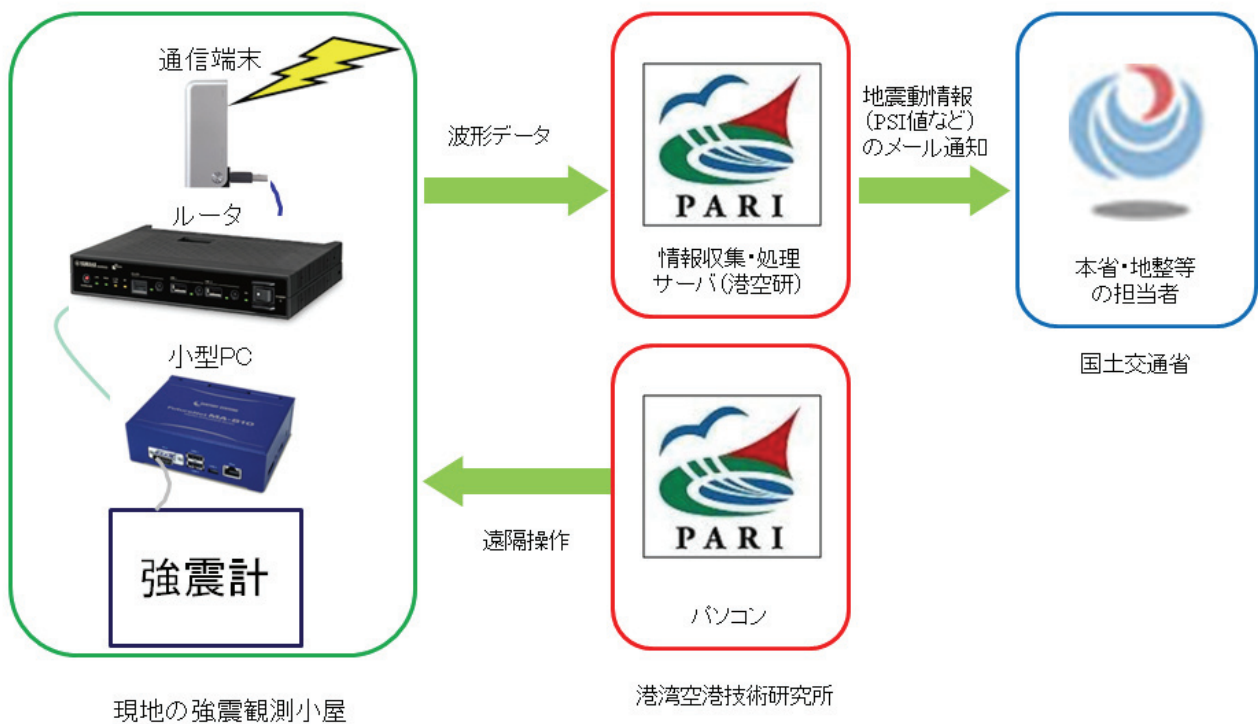 通信端末
ルータ
小型PC
MA-010
強震計
現地の強震観測小屋
波形データ
遠隔操作
PARI
情報収集・処理
サーバ(港空研)
PARI
パソコン
港湾空港技術研究所
地震動情報
(PSI値など)
のメール通知
本省・地整等
の担当者
国土交通省